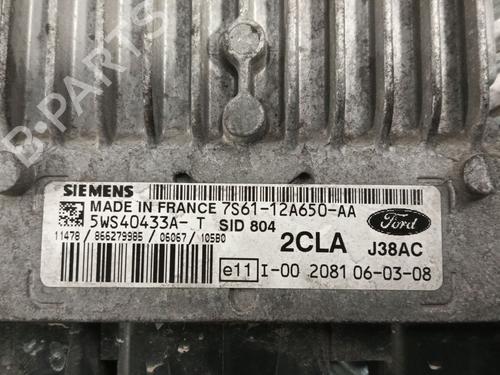 B-PARTS
SIEMENS
MADE IN FRANCE 7S61-12A650-AA
5WS40433A- T SID 804
11478 / 866279985 / 06067 / 105B0
2CLA
Ford
J38AC
e11 I-00 2081 06-03-08